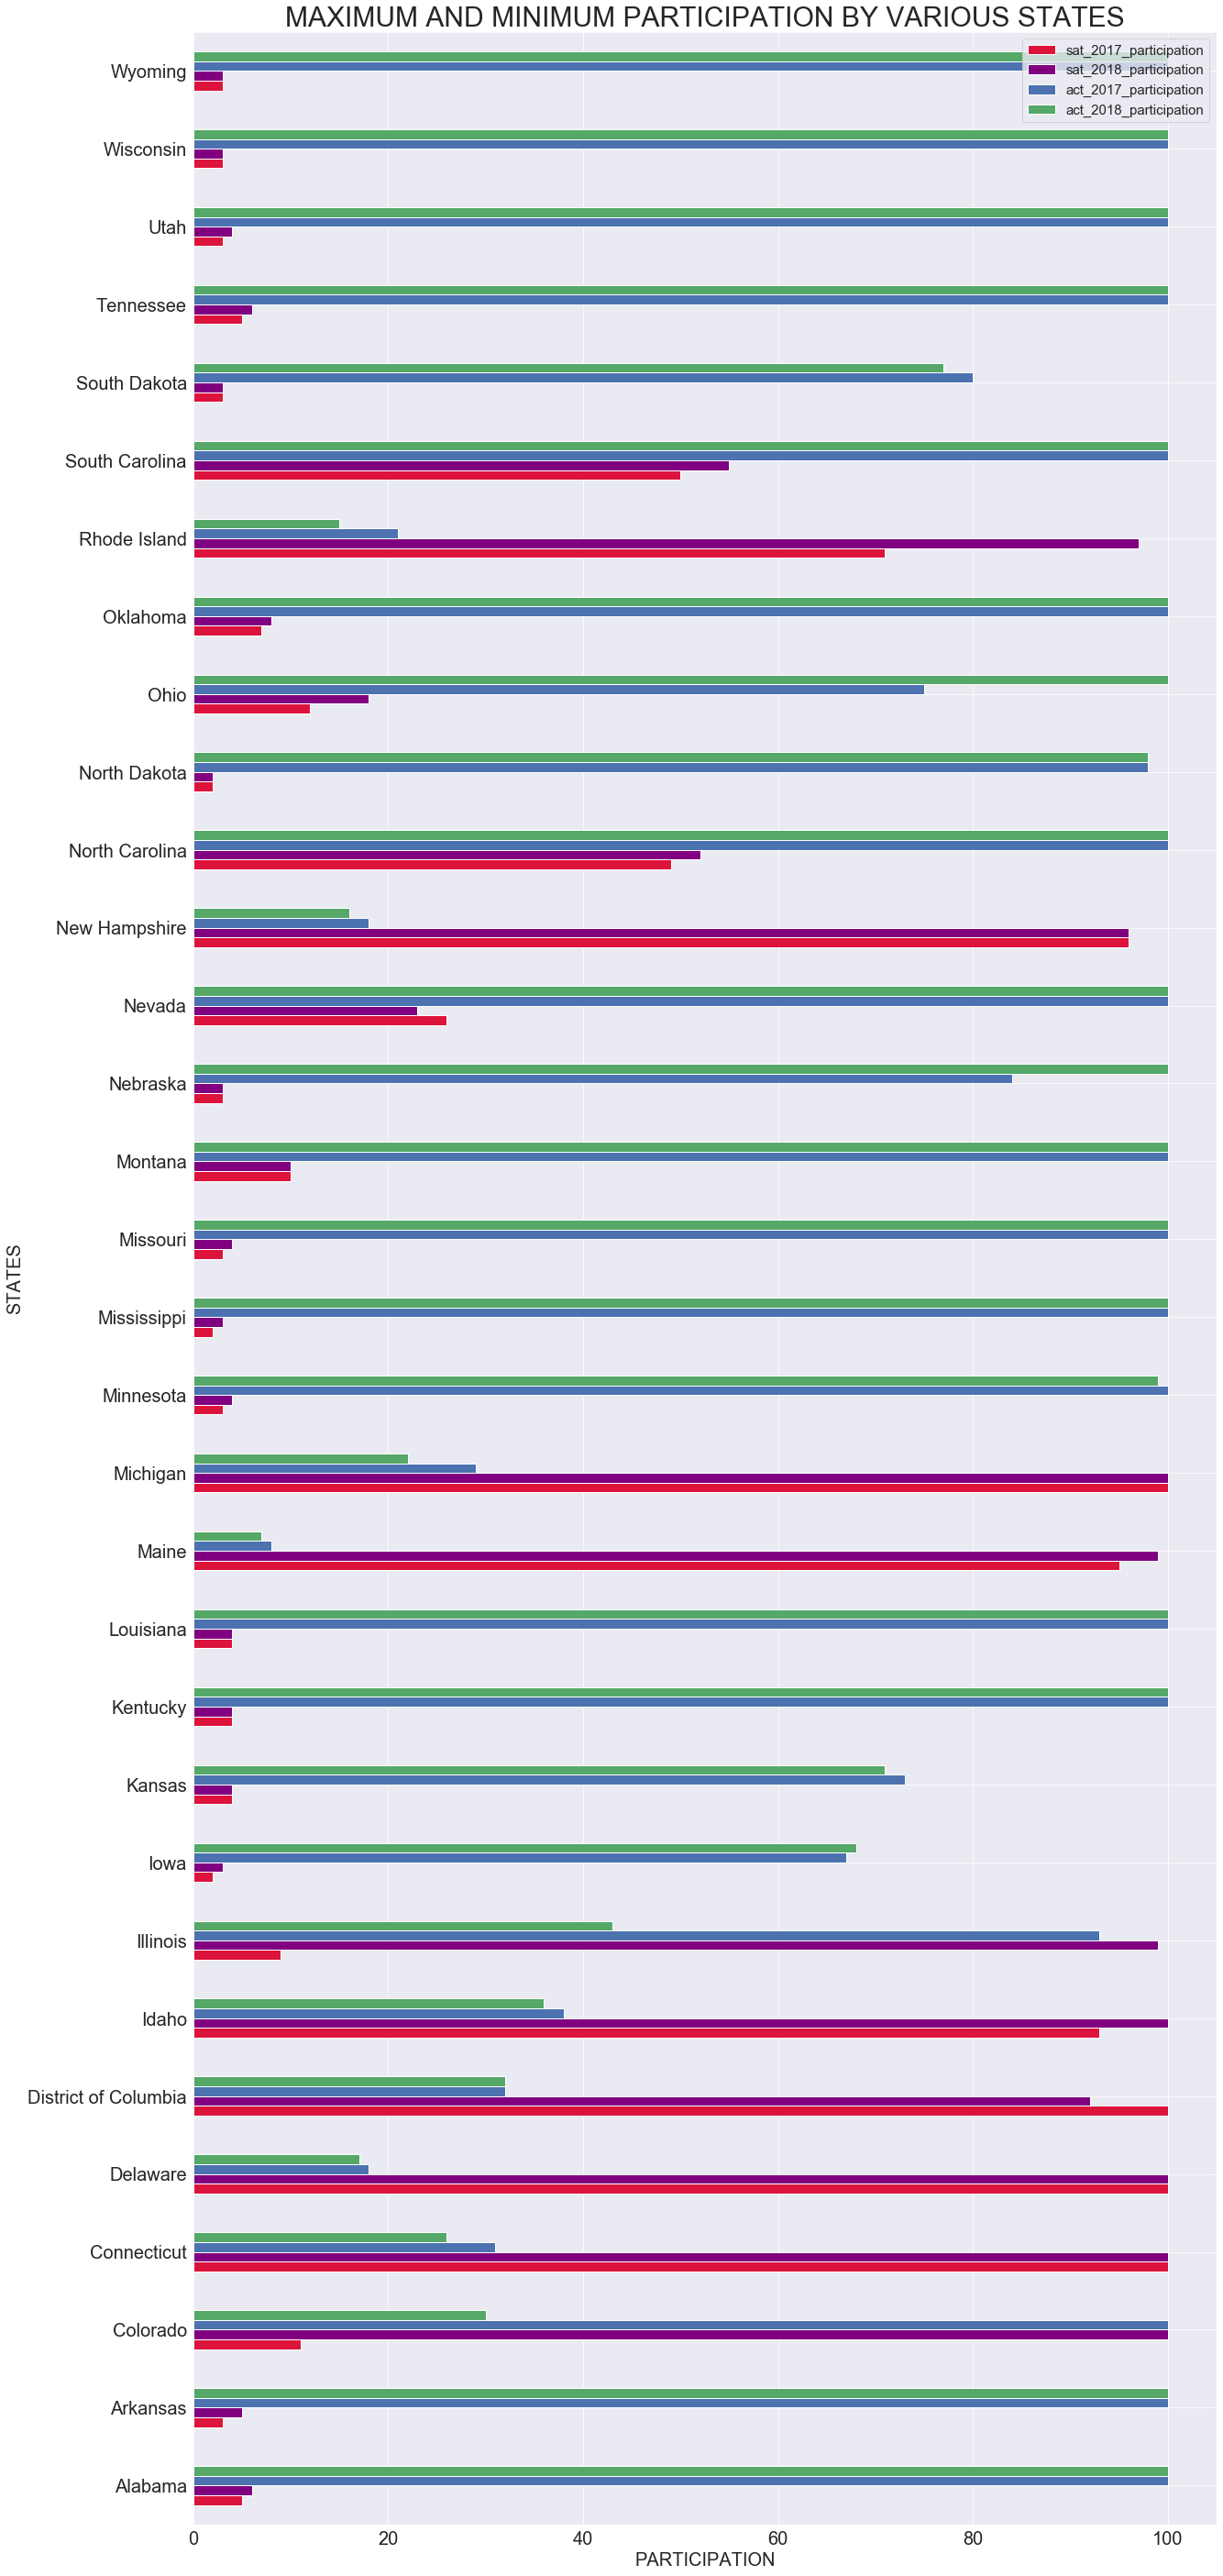 MAXIMUM AND MINIMUM PARTICIPATION BY VARIOUS STATES
sat_2017_participation
sat_2018_participation
act_2017_participation
act_2018_participation
Wyoming
Wisconsin
Utah
Tennessee
South Dakota
South Carolina
Rhode Island
Oklahoma
Ohio
North Dakota
North Carolina
New Hampshire
Nevada
Nebraska
Montana
Missouri
Mississippi
Minnesota
Michigan
Maine
Louisiana
Kentucky
Kansas
Iowa
Illinois
Idaho
District of Columbia
Delaware
Connecticut
Colorado
Arkansas
Alabama
STATES
0 20 40 60 80 100
PARTICIPATION